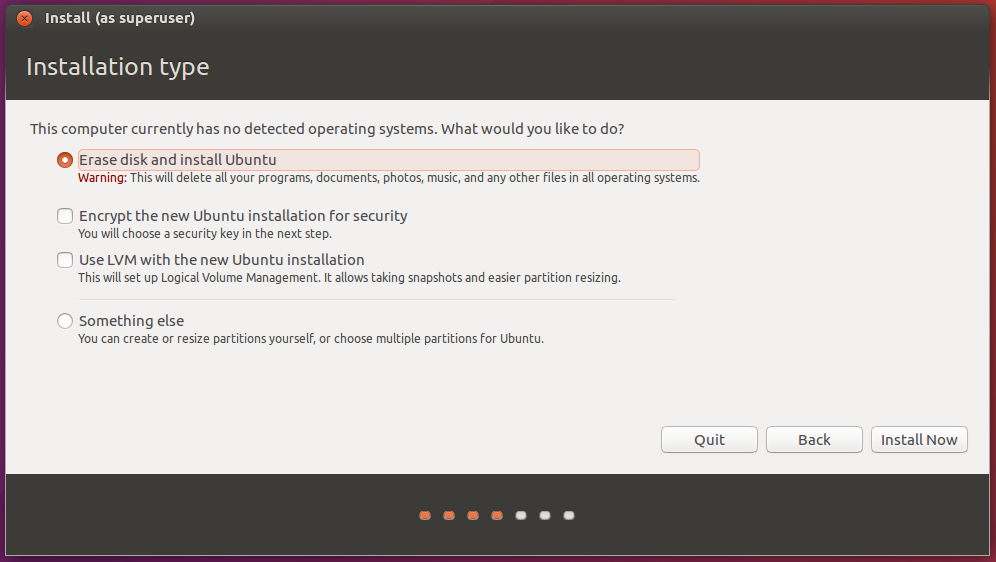 Install (as superuser)
Installation type
This computer currently has no detected operating systems. What would you like to do?
Erase disk and install Ubuntu
Warning: This will delete all your programs, documents, photos, music, and any other files in all operating systems.
Encrypt the new Ubuntu installation for security
You will choose a security key in the next step.
Use LVM with the new Ubuntu installation
This will set up Logical Volume Management. It allows taking snapshots and easier partition resizing.
Something else
You can create or resize partitions yourself, or choose multiple partitions for Ubuntu.
Quit Back Install Now